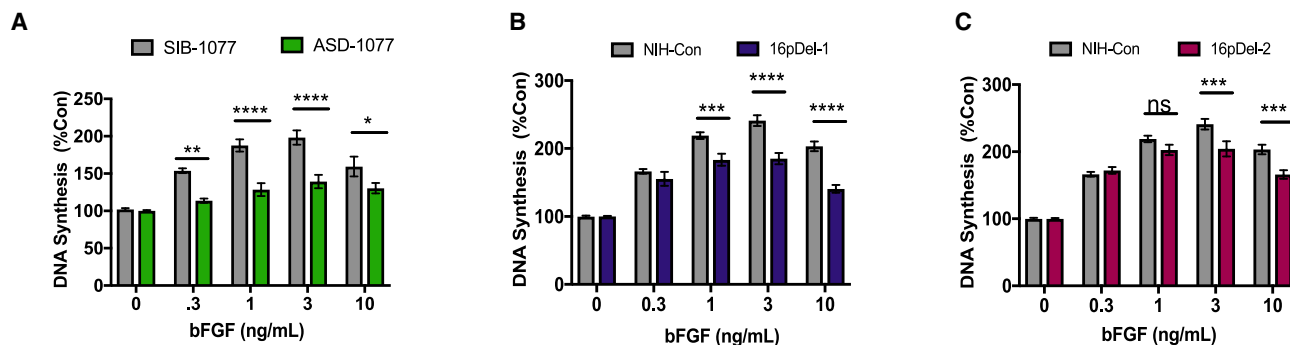 A
SIB-1077 ASD-1077
DNA Synthesis (%Con)
250
200
150
100
50
0
**
****
****
*
0 .3 1 3 10
bFGF (ng/mL)
B
NIH-Con 16pDel-1
DNA Synthesis (%Con)
300
200
100
0
***
****
****
0 0.3 1 3 10
bFGF (ng/mL)
C
NIH-Con 16pDel-2
DNA Synthesis (%Con)
300
200
100
0
ns
***
***
0 0.3 1 3 10
bFGF (ng/mL)